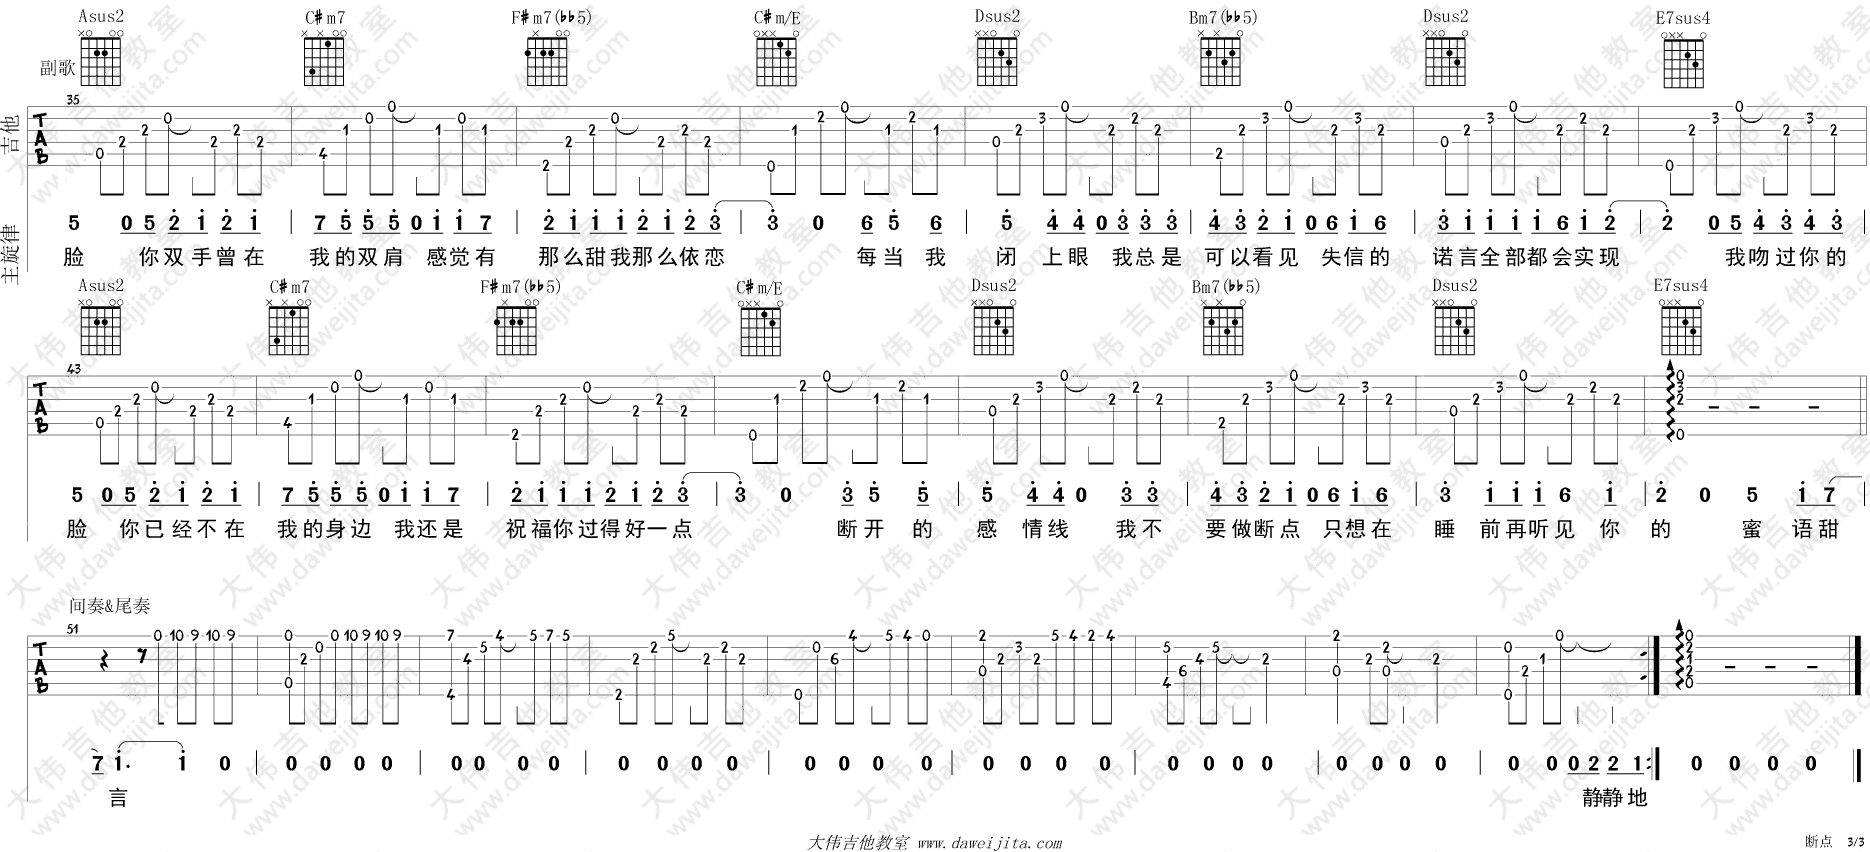 Asus2 C#m7 F#m7(bb5) C#m/E Dsus2 Bm7(bb5) Dsus2 E7sus4
副歌
35
吉他
TAB
主旋律
5 0 5 2 1 2 1 | 7 5 5 5 0 1 1 7 | 2 1 1 1 2 1 2 3 | 3 0 6 5 6 | 5 4 4 0 3 3 3 | 4 3 2 1 0 6 1 6 | 3 1 1 1 1 6 1 2 | 2 0 5 4 3 4 3 |
脸 你双手曾在 我的双肩 感觉有 那么甜我那么依恋 每当我 闭 上眼 我总是 可以看见 失信的 诺言全部都会实现 我吻过你的
Asus2 C#m7 F#m7(bb5) C#m/E Dsus2 Bm7(bb5) Dsus2 E7sus4
43
TAB
5 0 5 2 1 2 1 | 7 5 5 5 0 1 1 7 | 2 1 1 1 2 1 2 3 | 3 0 3 5 5 | 5 4 4 0 3 3 | 4 3 2 1 0 6 1 6 | 3 1 1 1 6 1 | 2 0 5 1 7 |
脸 你已经不在 我的身边 我还是 祝福你过得好一点 断开 的 感 情线 我不 要做断点 只想在 睡 前再听见 你 的 蜜 语甜
间奏&尾奏
51
TAB
7 1. 1 0 | 0 0 0 0 | 0 0 0 0 | 0 0 0 0 | 0 0 0 0 | 0 0 0 0 | 0 0 0 0 | 0 0 0 0 | 0 0 0 2 2 1 :| 0 0 0 0
言 静静地
大伟吉他教室 www.daweijita.com
断点 3/3